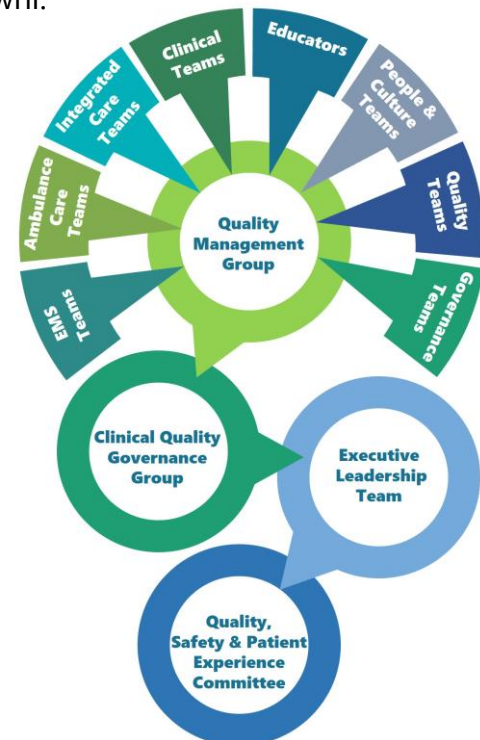 EMS
Teams
Ambulance
Care
Teams
Integrated
Care
Teams
Clinical
Teams
Educators
People &
Culture
Teams
Quality
Teams
Governance
Teams
Quality
Management
Group
Clinical Quality
Governance
Group
Executive
Leadership
Team
Quality,
Safety & Patient
Experience
Committee